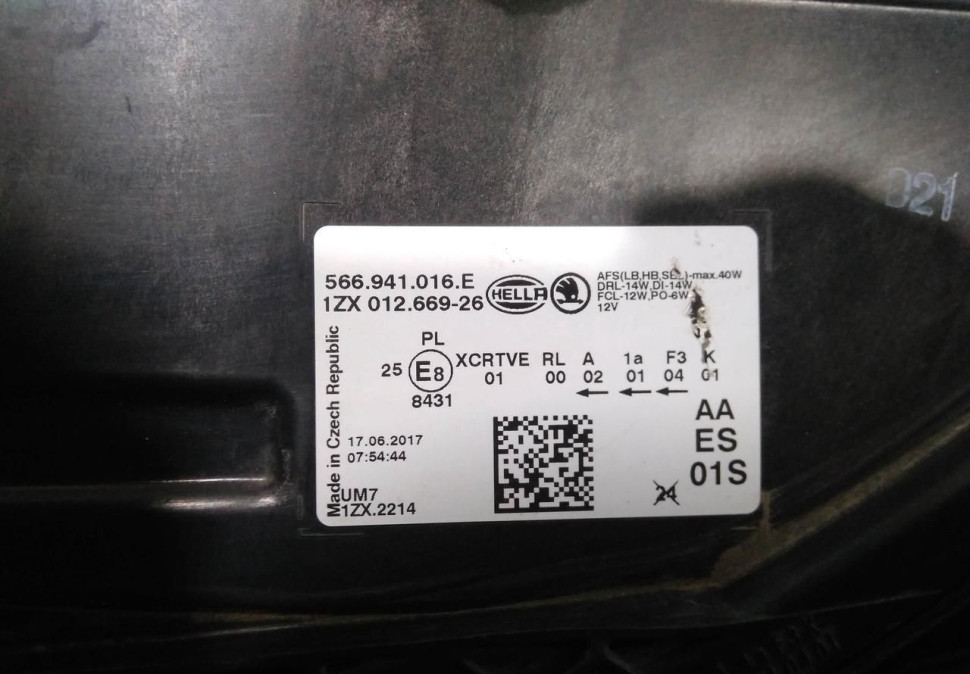 021
566.941.016.E
1ZX 012.669-26
HELLA
AFS(LB,HB,SBL)-max.40W
DRL-14W,DI-14W,
FCL-12W,PO-6W
12V
Made in Czech Republic
PL
25 E8 XCRTVE RL A 1a F3 K
01 00 02 01 04 01
8431
← ← ←
AA
ES
01S
17.06.2017
07:54:44
24
UM7
1ZX.2214